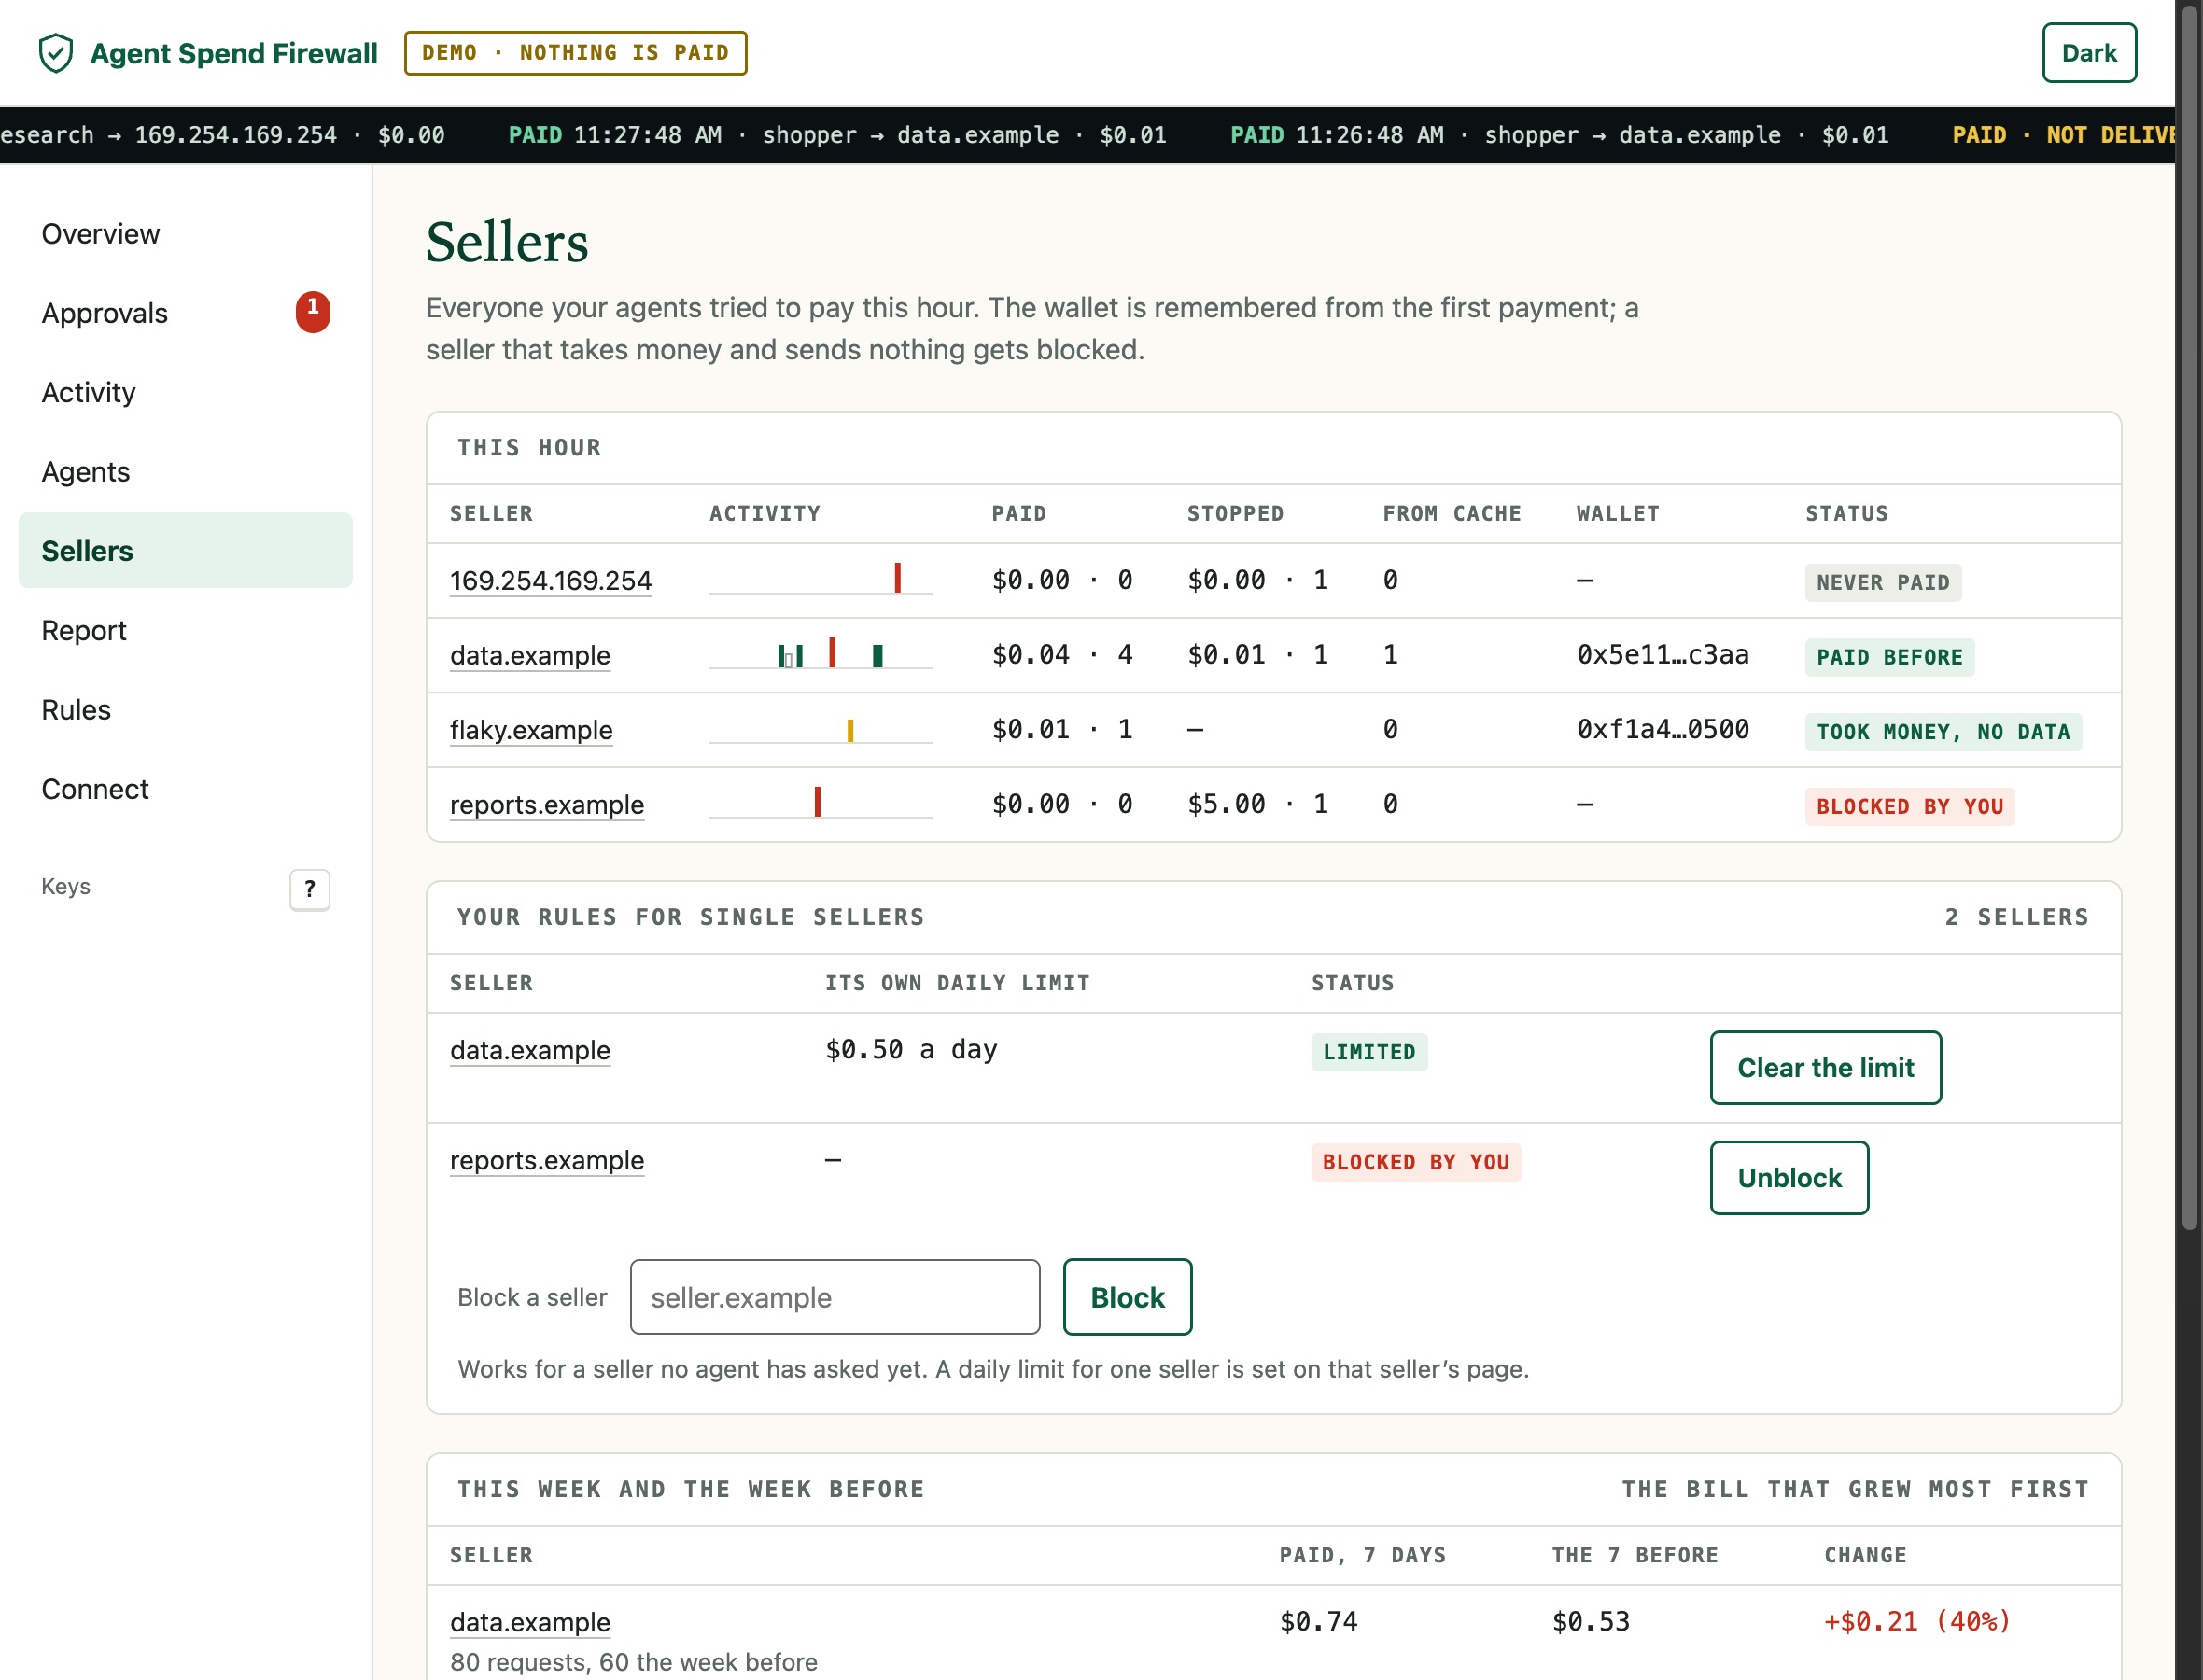 Agent Spend Firewall
DEMO · NOTHING IS PAID
Dark
esearch → 169.254.169.254 · $0.00 PAID 11:27:48 AM · shopper → data.example · $0.01 PAID 11:26:48 AM · shopper → data.example · $0.01 PAID · NOT DELIVE
Overview
Approvals 1
Activity
Agents
Sellers
Report
Rules
Connect
Keys ?
Sellers
Everyone your agents tried to pay this hour. The wallet is remembered from the first payment; a
seller that takes money and sends nothing gets blocked.
THIS HOUR
SELLER ACTIVITY PAID STOPPED FROM CACHE WALLET STATUS
169.254.169.254 $0.00 · 0 $0.00 · 1 0 — NEVER PAID
data.example $0.04 · 4 $0.01 · 1 1 0x5e11…c3aa PAID BEFORE
flaky.example $0.01 · 1 — 0 0xf1a4…0500 TOOK MONEY, NO DATA
reports.example $0.00 · 0 $5.00 · 1 0 — BLOCKED BY YOU
YOUR RULES FOR SINGLE SELLERS 2 SELLERS
SELLER ITS OWN DAILY LIMIT STATUS
data.example $0.50 a day LIMITED Clear the limit
reports.example — BLOCKED BY YOU Unblock
Block a seller seller.example Block
Works for a seller no agent has asked yet. A daily limit for one seller is set on that seller’s page.
THIS WEEK AND THE WEEK BEFORE THE BILL THAT GREW MOST FIRST
SELLER PAID, 7 DAYS THE 7 BEFORE CHANGE
data.example $0.74 $0.53 +$0.21 (40%)
80 requests, 60 the week before